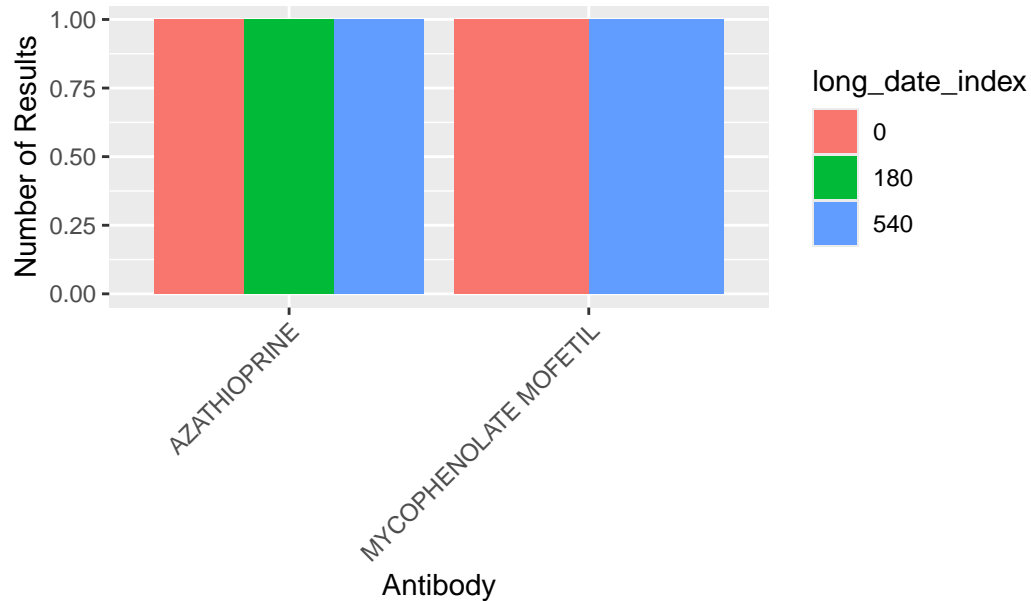 Number of Results
1.00
0.75
0.50
0.25
0.00
AZATHIOPRINE
MYCOPHENOLATE MOFETIL
Antibody
long_date_index
0
180
540